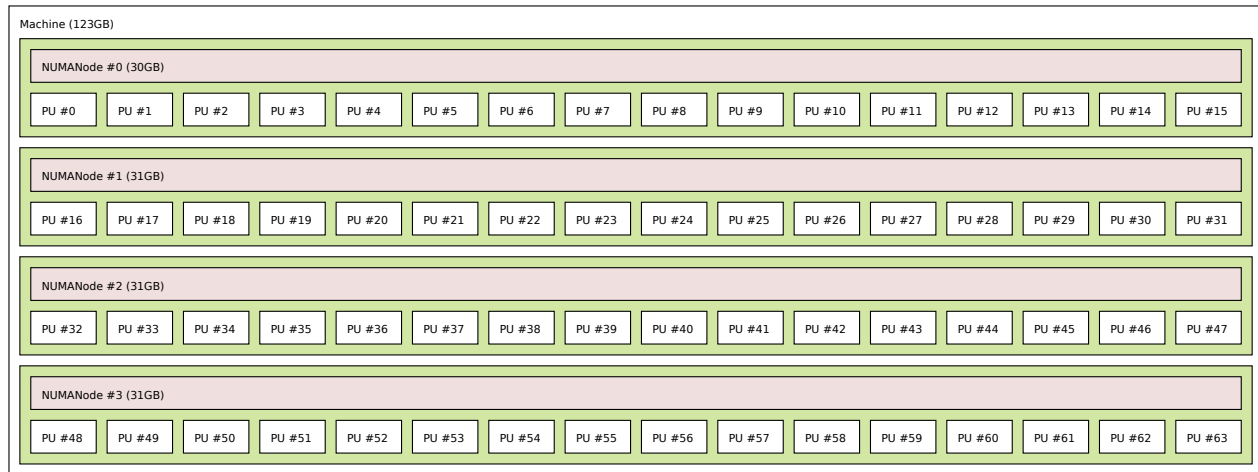 Machine (123GB)
NUMANode #0 (30GB)
PU #0 PU #1 PU #2 PU #3 PU #4 PU #5 PU #6 PU #7 PU #8 PU #9 PU #10 PU #11 PU #12 PU #13 PU #14 PU #15
NUMANode #1 (31GB)
PU #16 PU #17 PU #18 PU #19 PU #20 PU #21 PU #22 PU #23 PU #24 PU #25 PU #26 PU #27 PU #28 PU #29 PU #30 PU #31
NUMANode #2 (31GB)
PU #32 PU #33 PU #34 PU #35 PU #36 PU #37 PU #38 PU #39 PU #40 PU #41 PU #42 PU #43 PU #44 PU #45 PU #46 PU #47
NUMANode #3 (31GB)
PU #48 PU #49 PU #50 PU #51 PU #52 PU #53 PU #54 PU #55 PU #56 PU #57 PU #58 PU #59 PU #60 PU #61 PU #62 PU #63